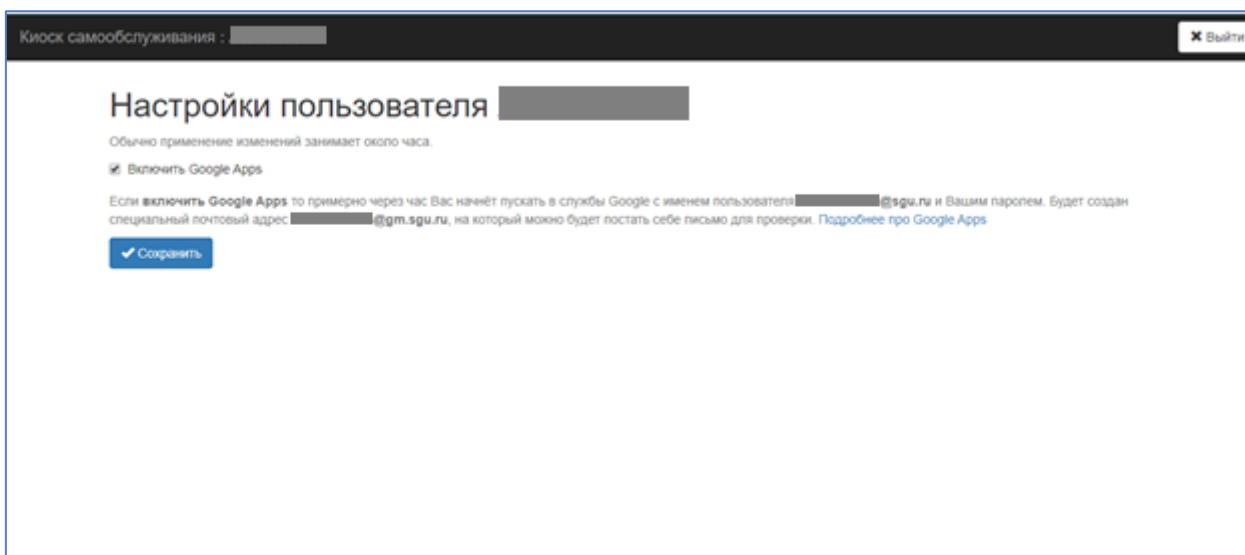 Киоск самообслуживания :
Выйти
Настройки пользователя
Обычно применение изменений занимает около часа.
Включить Google Apps
Если включить Google Apps то примерно через час Вас начнёт пускать в службы Google с именем пользователя @sgu.ru и Вашим паролем. Будет создан
специальный почтовый адрес @gm.sgu.ru, на который можно будет постать себе письмо для проверки. Подробнее про Google Apps
Сохранить